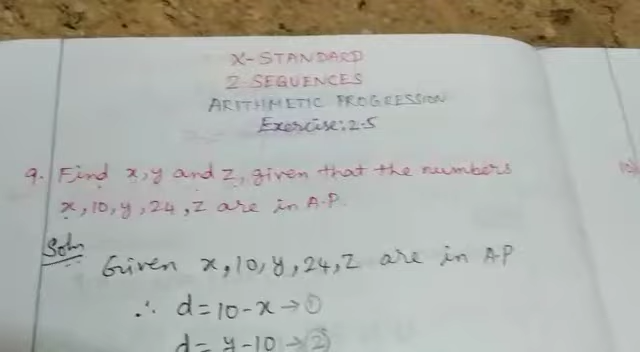 X-STANDARD
2 SEQUENCES
ARITHMETIC PROGRESSION
Exercise:2.5
9. Find x,y and z, given that the numbers
x,10,y,24,z are in A.P.
Soln
Given x,10,y,24,z are in AP
∴ d=10-x→①
d=y-10→②